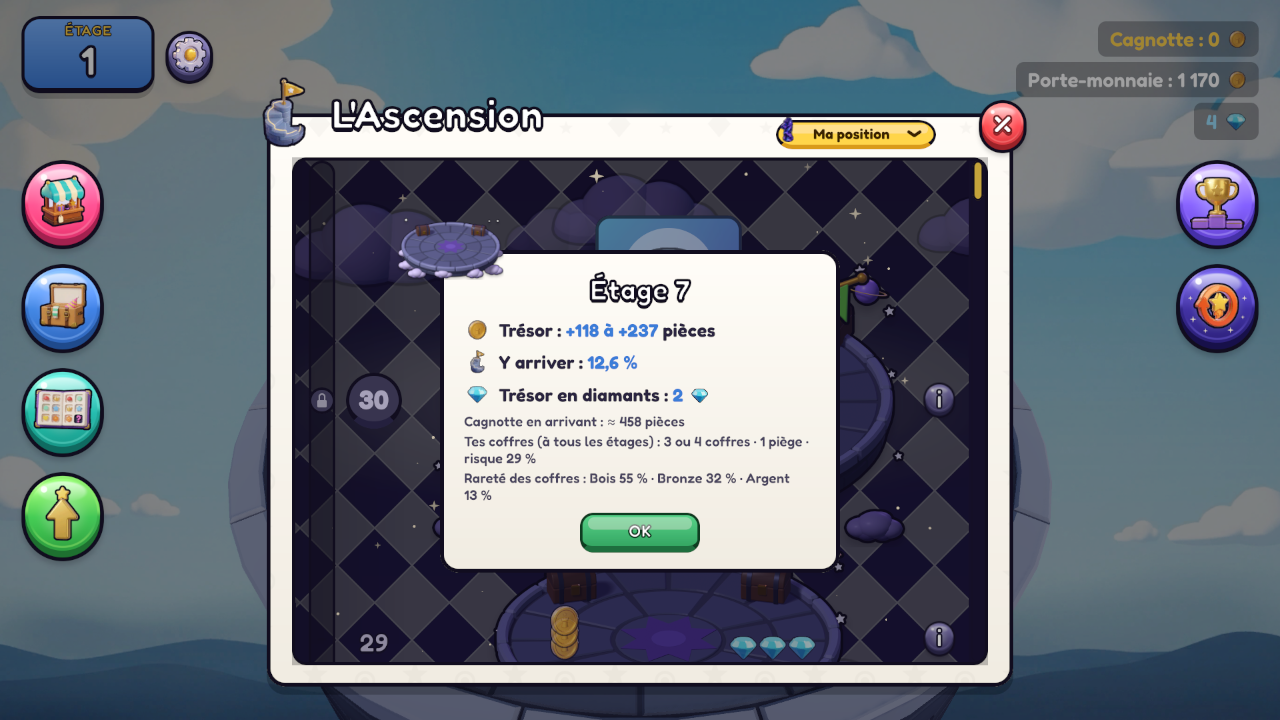 ÉTAGE
1
Cagnotte : 0
Porte-monnaie : 1 170
4
L'Ascension
Ma position
Étage 7
Trésor : +118 à +237 pièces
Y arriver : 12,6 %
Trésor en diamants : 2
Cagnotte en arrivant : ≈ 458 pièces
Tes coffres (à tous les étages) : 3 ou 4 coffres · 1 piège ·
risque 29 %
Rareté des coffres : Bois 55 % · Bronze 32 % · Argent
13 %
OK
30
i
29
i